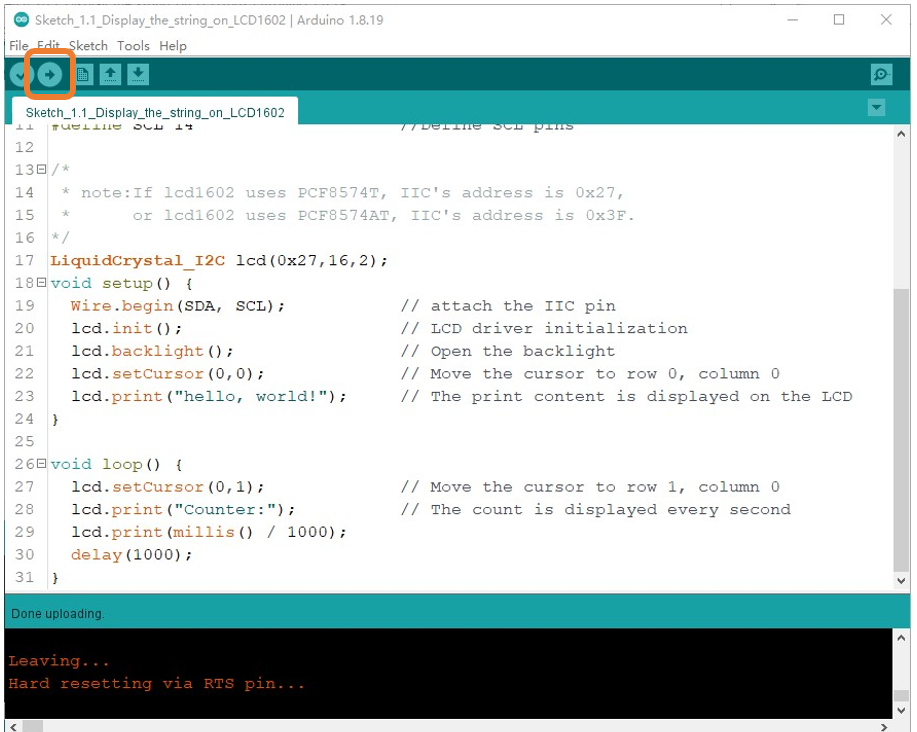 Sketch_1.1_Display_the_string_on_LCD1602 | Arduino 1.8.19
File Edit Sketch Tools Help
Sketch_1.1_Display_the_string_on_LCD1602
11 #define SCL 14 //Define SCL pins
12
13 /*
14 * note:If lcd1602 uses PCF8574T, IIC's address is 0x27,
15 * or lcd1602 uses PCF8574AT, IIC's address is 0x3F.
16 */
17 LiquidCrystal_I2C lcd(0x27,16,2);
18 void setup() {
19 Wire.begin(SDA, SCL); // attach the IIC pin
20 lcd.init(); // LCD driver initialization
21 lcd.backlight(); // Open the backlight
22 lcd.setCursor(0,0); // Move the cursor to row 0, column 0
23 lcd.print("hello, world!"); // The print content is displayed on the LCD
24 }
25
26 void loop() {
27 lcd.setCursor(0,1); // Move the cursor to row 1, column 0
28 lcd.print("Counter:"); // The count is displayed every second
29 lcd.print(millis() / 1000);
30 delay(1000);
31 }
Done uploading.
Leaving...
Hard resetting via RTS pin...